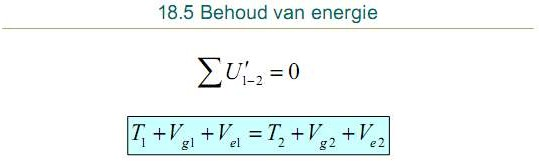 18.5 Behoud van energie
∑U′₁₋₂ = 0
T₁ + V_g1 + V_e1 = T₂ + V_g2 + V_e2